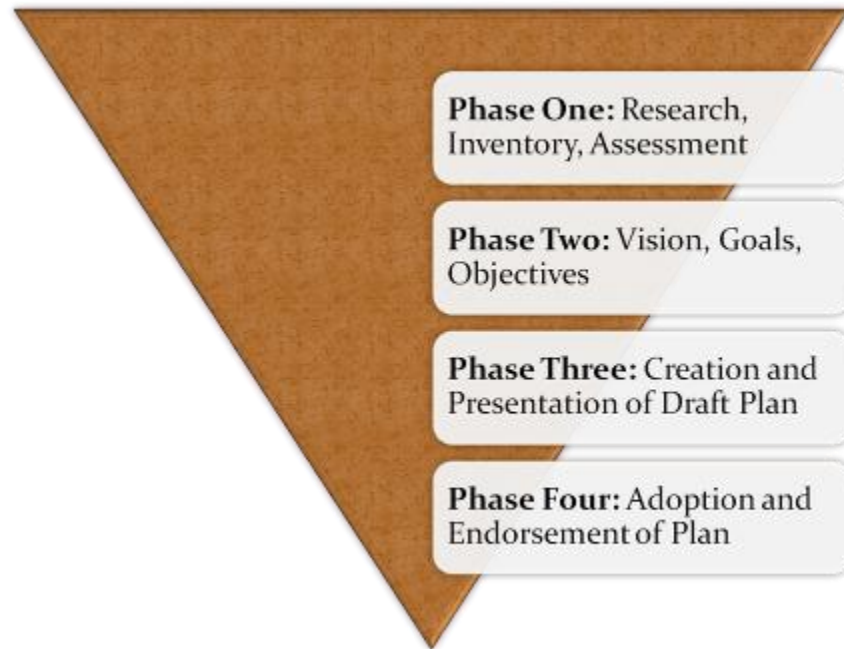 Phase One: Research,
Inventory, Assessment
Phase Two: Vision, Goals,
Objectives
Phase Three: Creation and
Presentation of Draft Plan
Phase Four: Adoption and
Endorsement of Plan